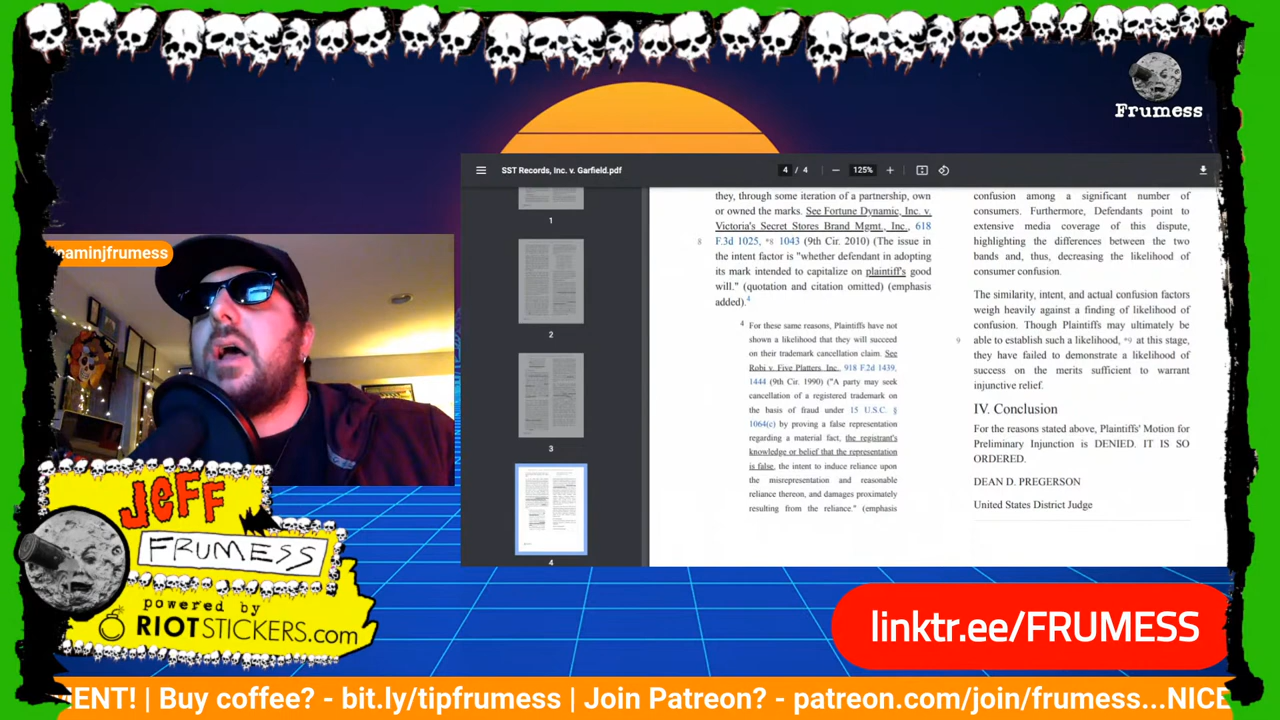 Frumess
SST Records, Inc. v. Garfield.pdf
4 / 4
125%
1
2
3
4
they, through some iteration of a partnership, own
or owned the marks. See Fortune Dynamic, Inc. v.
Victoria's Secret Stores Brand Mgmt., Inc., 618
8 F.3d 1025, *8 1043 (9th Cir. 2010) (The issue in
the intent factor is "whether defendant in adopting
its mark intended to capitalize on plaintiff's good
will." (quotation and citation omitted) (emphasis
added).4
4 For these same reasons, Plaintiffs have not
shown a likelihood that they will succeed
on their trademark cancellation claim. See
Robi v. Five Platters, Inc., 918 F.2d 1439,
1444 (9th Cir. 1990) ("A party may seek
cancellation of a registered trademark on
the basis of fraud under 15 U.S.C. §
1064(c) by proving a false representation
regarding a material fact, the registrant's
knowledge or belief that the representation
is false, the intent to induce reliance upon
the misrepresentation and reasonable
reliance thereon, and damages proximately
resulting from the reliance." (emphasis
confusion among a significant number of
consumers. Furthermore, Defendants point to
extensive media coverage of this dispute,
highlighting the differences between the two
bands and, thus, decreasing the likelihood of
consumer confusion.
The similarity, intent, and actual confusion factors
weigh heavily against a finding of likelihood of
confusion. Though Plaintiffs may ultimately be
9 able to establish such a likelihood, *9 at this stage,
they have failed to demonstrate a likelihood of
success on the merits sufficient to warrant
injunctive relief.
IV. Conclusion
For the reasons stated above, Plaintiffs' Motion for
Preliminary Injunction is DENIED. IT IS SO
ORDERED.
DEAN D. PREGERSON
United States District Judge
eaminjfrumess
JEFF
FRUMESS
powered by
RIOTSTICKERS.com
linktr.ee/FRUMESS
ENT! | Buy coffee? - bit.ly/tipfrumess | Join Patreon? - patreon.com/join/frumess...NICE